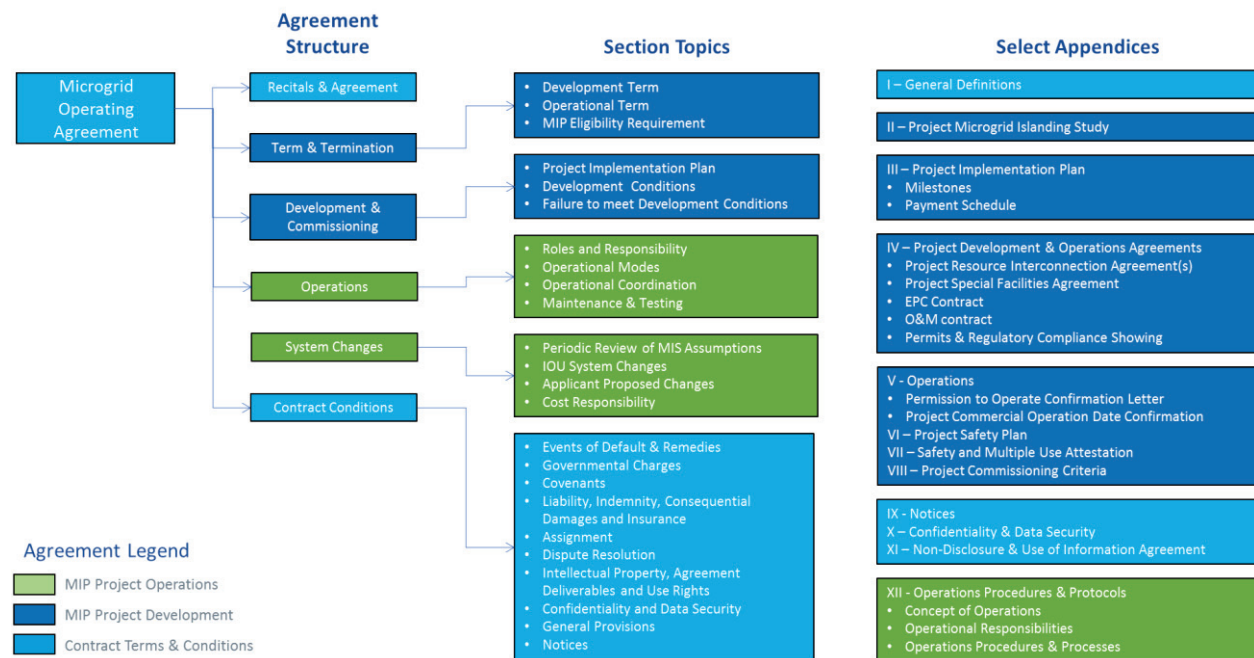 Agreement
Structure
Section Topics
Select Appendices
Microgrid
Operating
Agreement
Recitals & Agreement
Term & Termination
Development &
Commissioning
Operations
System Changes
Contract Conditions
• Development Term
• Operational Term
• MIP Eligibility Requirement
• Project Implementation Plan
• Development Conditions
• Failure to meet Development Conditions
• Roles and Responsibility
• Operational Modes
• Operational Coordination
• Maintenance & Testing
• Periodic Review of MIS Assumptions
• IOU System Changes
• Applicant Proposed Changes
• Cost Responsibility
• Events of Default & Remedies
• Governmental Charges
• Covenants
• Liability, Indemnity, Consequential
Damages and Insurance
• Assignment
• Dispute Resolution
• Intellectual Property, Agreement
Deliverables and Use Rights
• Confidentiality and Data Security
• General Provisions
• Notices
I – General Definitions
II – Project Microgrid Islanding Study
III – Project Implementation Plan
• Milestones
• Payment Schedule
IV – Project Development & Operations Agreements
• Project Resource Interconnection Agreement(s)
• Project Special Facilities Agreement
• EPC Contract
• O&M contract
• Permits & Regulatory Compliance Showing
V - Operations
• Permission to Operate Confirmation Letter
• Project Commercial Operation Date Confirmation
VI – Project Safety Plan
VII – Safety and Multiple Use Attestation
VIII – Project Commissioning Criteria
IX - Notices
X – Confidentiality & Data Security
XI – Non-Disclosure & Use of Information Agreement
XII - Operations Procedures & Protocols
• Concept of Operations
• Operational Responsibilities
• Operations Procedures & Processes
Agreement Legend
MIP Project Operations
MIP Project Development
Contract Terms & Conditions